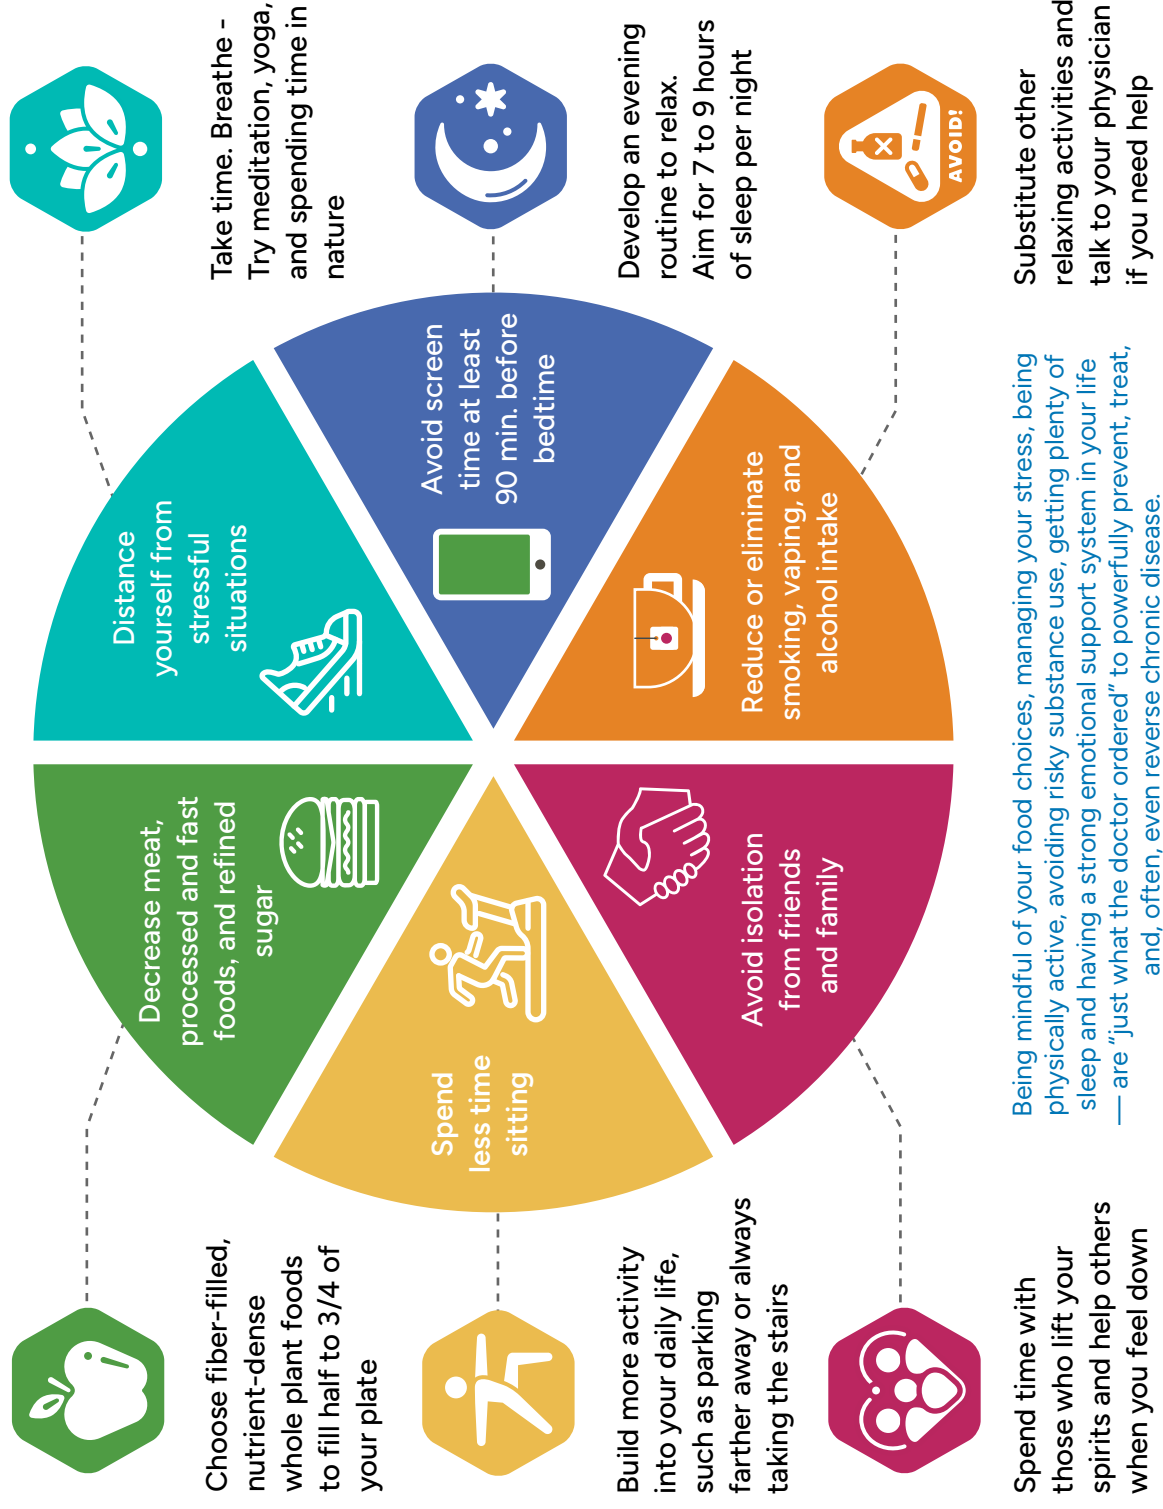 Decrease meat,
processed and fast
foods, and refined
sugar
Choose fiber-filled,
nutrient-dense
whole plant foods
to fill half to 3/4 of
your plate
Distance
yourself from
stressful
situations
Take time. Breathe -
Try meditation, yoga,
and spending time in
nature
Spend
less time
sitting
Build more activity
into your daily life,
such as parking
farther away or always
taking the stairs
Avoid screen
time at least
90 min. before
bedtime
Develop an evening
routine to relax.
Aim for 7 to 9 hours
of sleep per night
Avoid isolation
from friends
and family
Spend time with
those who lift your
spirits and help others
when you feel down
Reduce or eliminate
smoking, vaping, and
alcohol intake
AVOID!
Substitute other
relaxing activities and
talk to your physician
if you need help
Being mindful of your food choices, managing your stress, being
physically active, avoiding risky substance use, getting plenty of
sleep and having a strong emotional support system in your life
— are “just what the doctor ordered” to powerfully prevent, treat,
and, often, even reverse chronic disease.